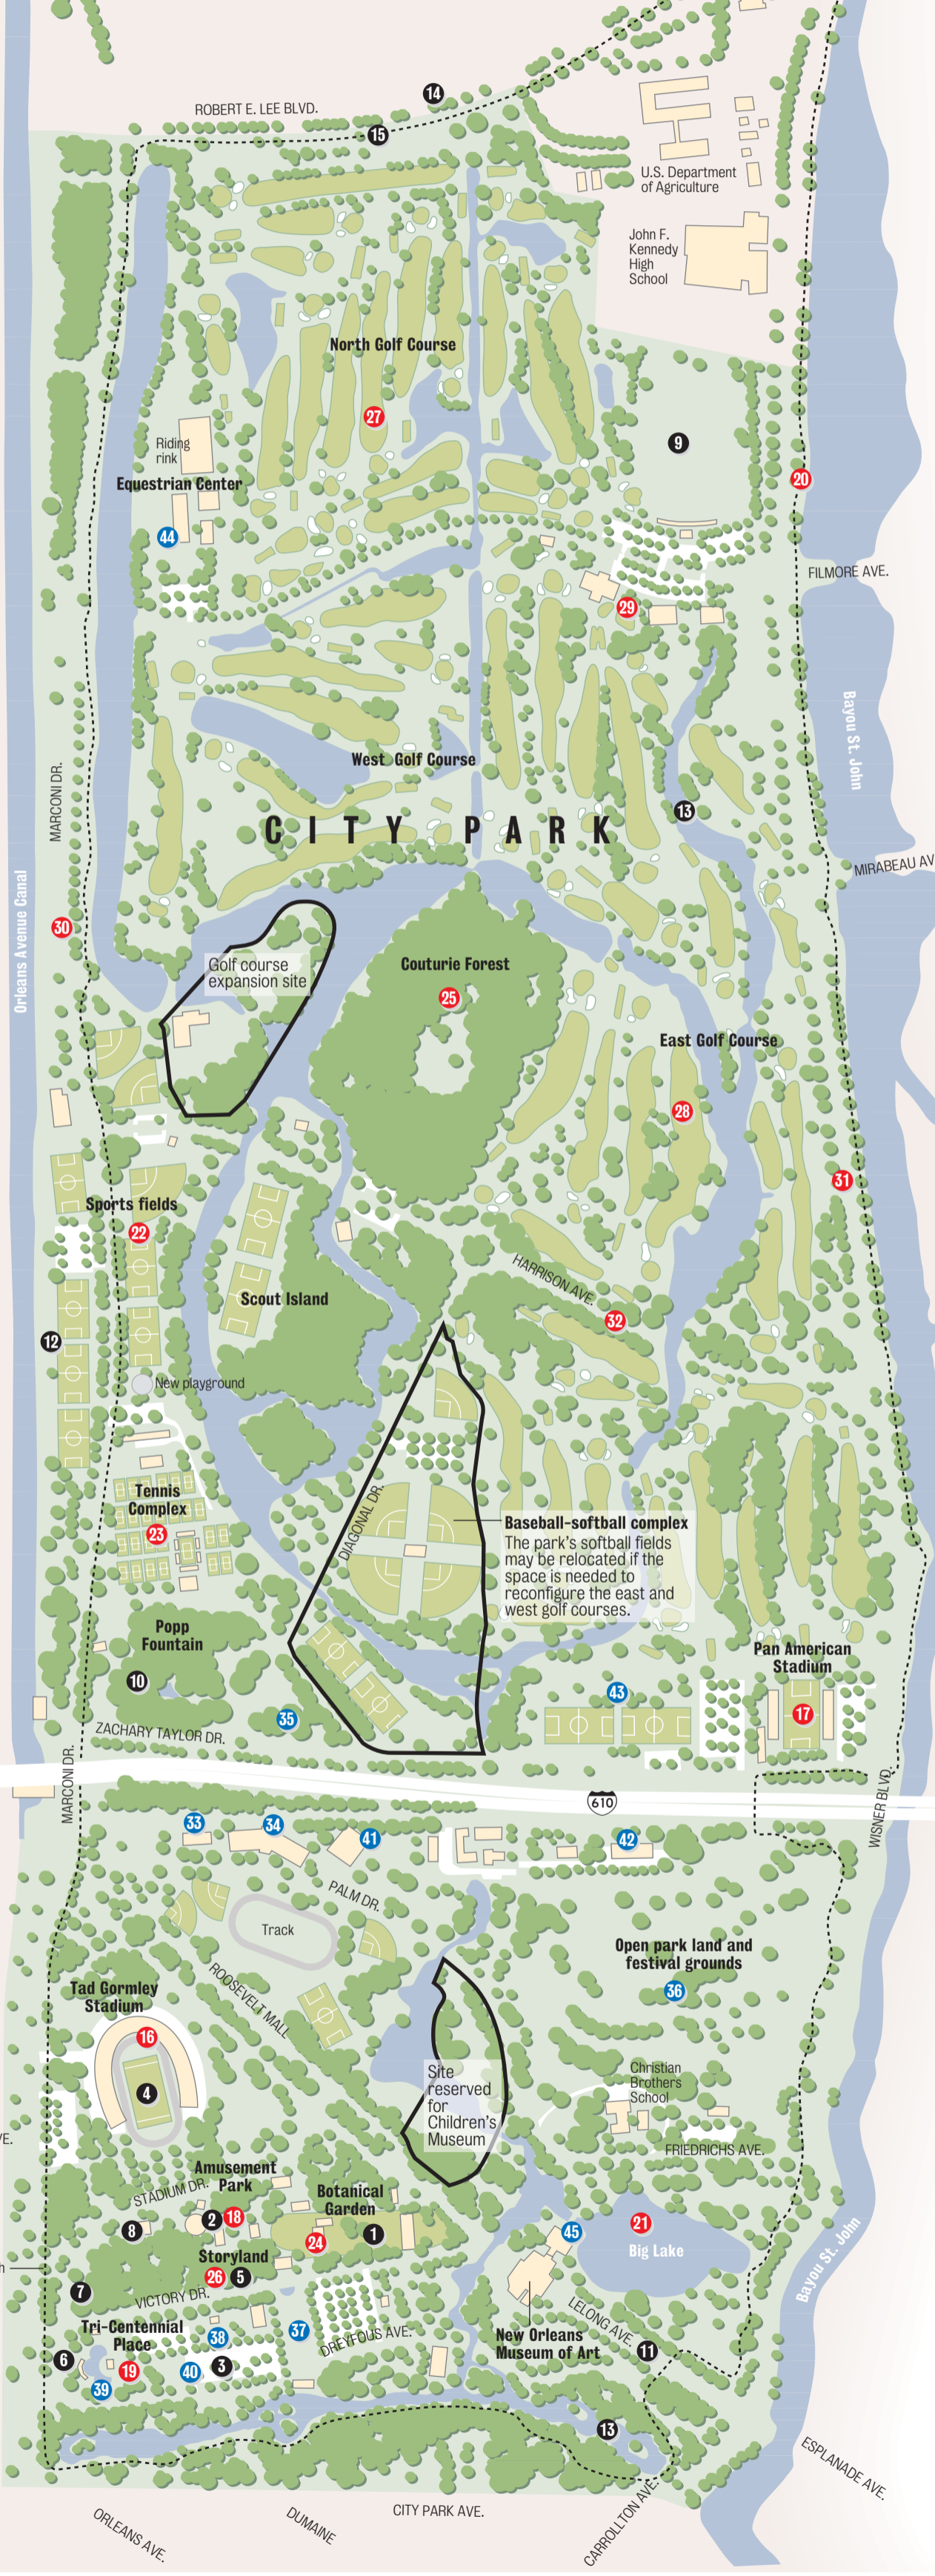 14
ROBERT E. LEE BLVD.
15
U.S. Department
of Agriculture
John F.
Kennedy
High
School
North Golf Course
27
9
Riding
rink
20
Equestrian Center
44
FILMORE AVE.
29
Bayou St. John
West Golf Course
MARCONI DR.
13
CITY PARK
MIRABEAU AV
Orleans Avenue Canal
30
Golf course
expansion site
Couturie Forest
25
East Golf Course
28
31
Sports fields
22
HARRISON AVE.
Scout Island
32
12
New playground
Tennis
Complex
23
DIAGONAL DR.
Baseball-softball complex
The park's softball fields
may be relocated if the
space is needed to
reconfigure the east and
west golf courses.
Popp
Fountain
10
Pan American
Stadium
43
17
35
ZACHARY TAYLOR DR.
MARCONI DR.
610
WISNER BLVD.
33
34
41
42
PALM DR.
Track
Open park land and
festival grounds
36
ROOSEVELT MALL
Tad Gormley
Stadium
16
4
Site
reserved
for
Children's
Museum
Christian
Brothers
School
VE.
FRIEDRICHS AVE.
Amusement
Park
STADIUM DR.
Botanical
Garden
2
18
8
1
24
45
21
Big Lake
Storyland
26
5
h
7
VICTORY DR.
Bayou St. John
Tri-Centennial
Place
38
37
DREYFOUS AVE.
LELONG AVE.
New Orleans
Museum of Art
11
6
19
40
3
39
13
ESPLANADE AVE.
CITY PARK AVE.
ORLEANS AVE.
DUMAINE
CARROLLTON AVE.